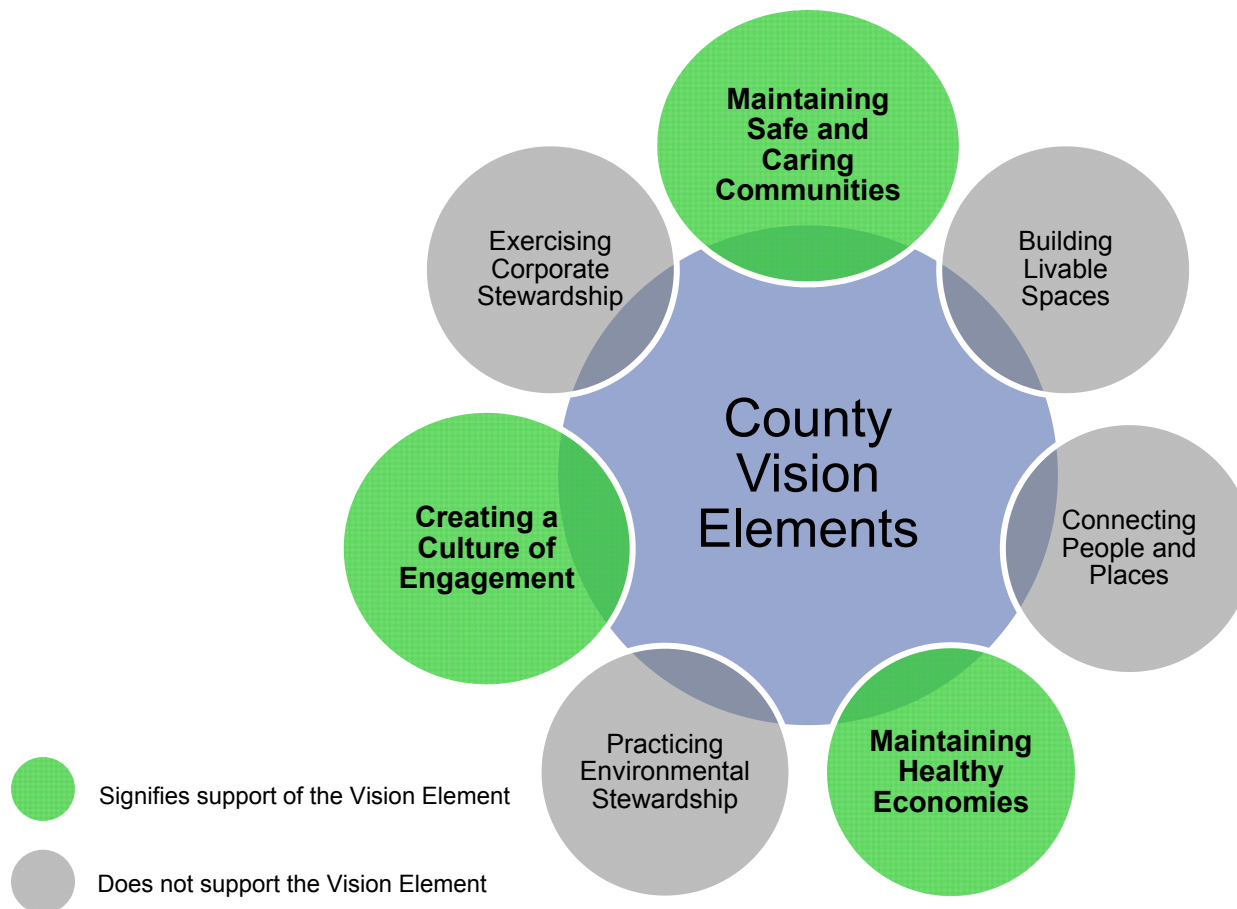 Maintaining
Safe and
Caring
Communities
Exercising
Corporate
Stewardship
Building
Livable
Spaces
County
Vision
Elements
Creating a
Culture of
Engagement
Connecting
People and
Places
Practicing
Environmental
Stewardship
Maintaining
Healthy
Economies
Signifies support of the Vision Element
Does not support the Vision Element